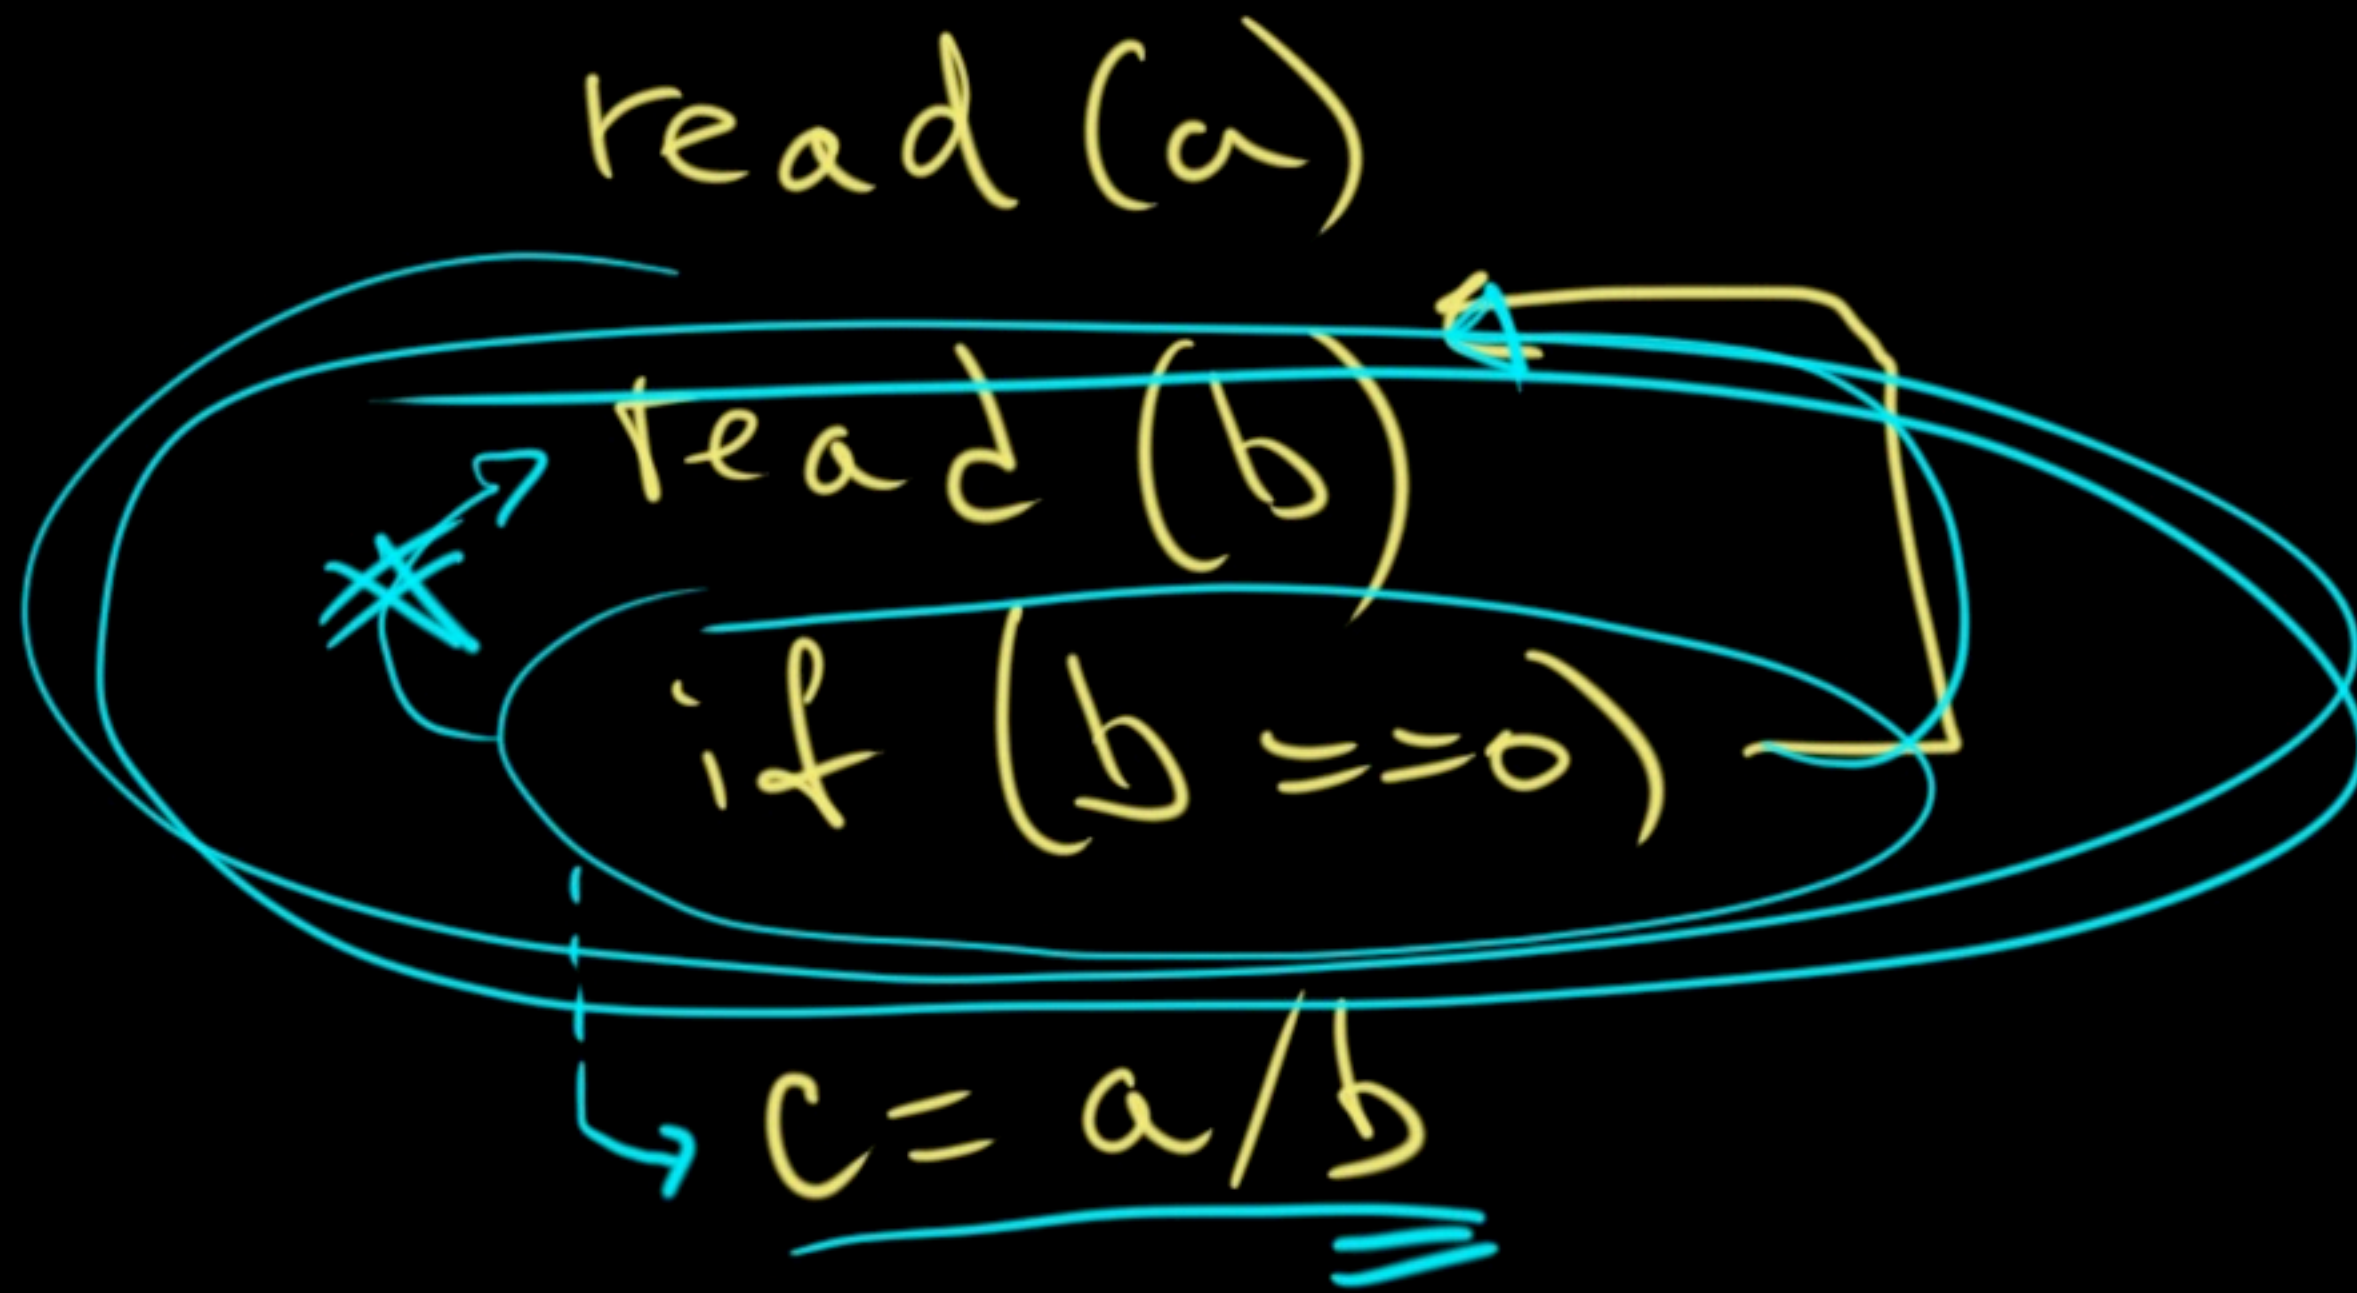 read (a)
read (b)
if (b == 0)
c = a/b